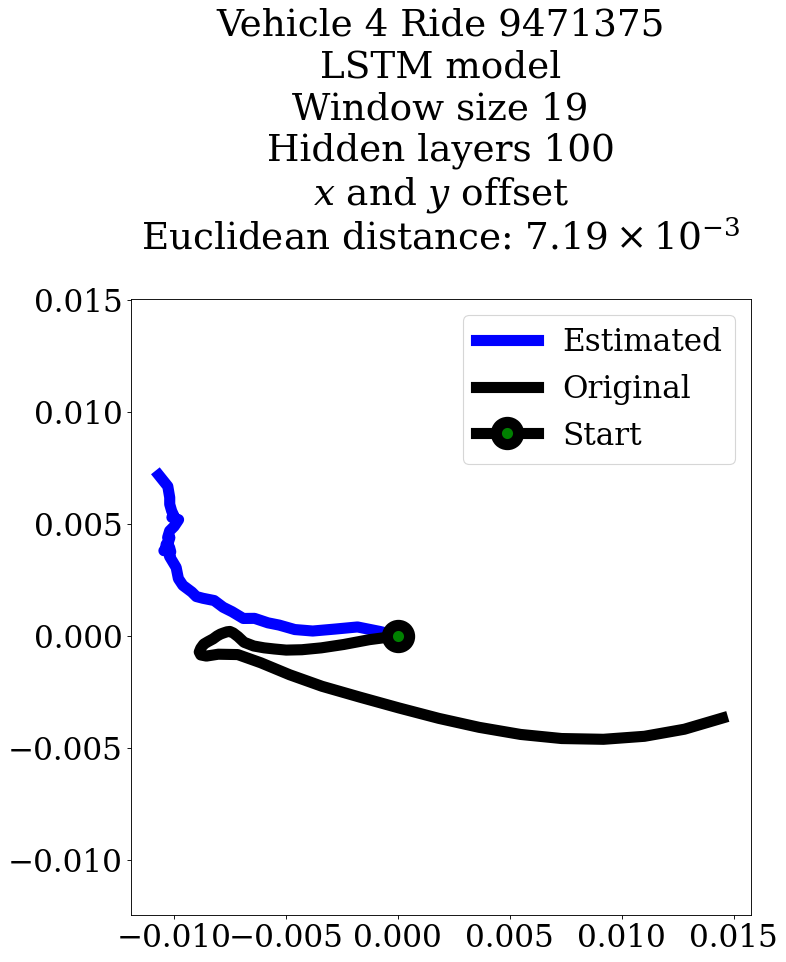 Vehicle 4 Ride 9471375
LSTM model
Window size 19
Hidden layers 100
x and y offset
Euclidean distance: 7.19 × 10⁻³
Estimated
Original
Start
0.015
0.010
0.005
0.000
−0.005
−0.010
−0.010 −0.005 0.000 0.005 0.010 0.015